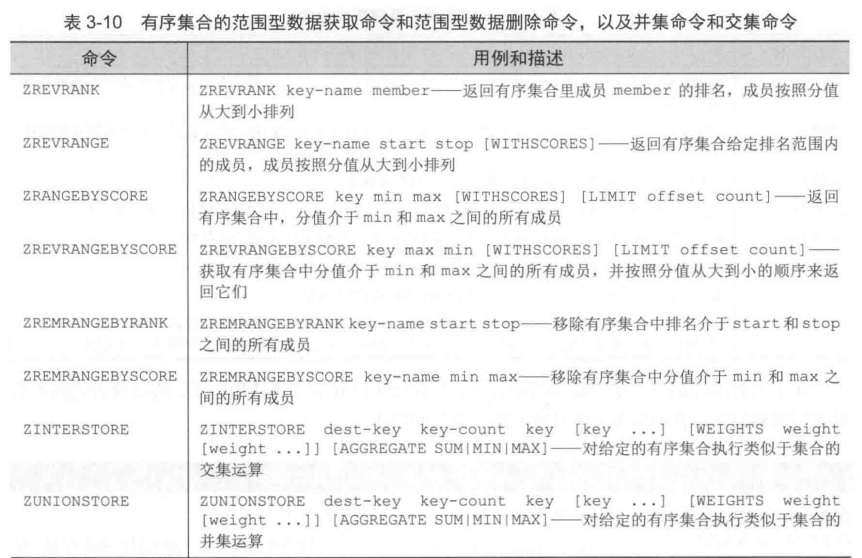 表 3-10 有序集合的范围型数据获取命令和范围型数据删除命令，以及并集命令和交集命令
命令 用例和描述
ZREVRANK ZREVRANK key-name member——返回有序集合里成员 member 的排名，成员按照分值
从大到小排列
ZREVRANGE ZREVRANGE key-name start stop [WITHSCORES]——返回有序集合给定排名范围内
的成员，成员按照分值从大到小排列
ZRANGEBYSCORE ZRANGEBYSCORE key min max [WITHSCORES] [LIMIT offset count]——返回
有序集合中，分值介于 min 和 max 之间的所有成员
ZREVRANGEBYSCORE ZREVRANGEBYSCORE key max min [WITHSCORES] [LIMIT offset count]——
获取有序集合中分值介于 min 和 max 之间的所有成员，并按照分值从大到小的顺序来返
回它们
ZREMRANGEBYRANK ZREMRANGEBYRANK key-name start stop——移除有序集合中排名介于 start 和 stop
之间的所有成员
ZREMRANGEBYSCORE ZREMRANGEBYSCORE key-name min max——移除有序集合中分值介于 min 和 max 之
间的所有成员
ZINTERSTORE ZINTERSTORE dest-key key-count key [key ...] [WEIGHTS weight
[weight ...]] [AGGREGATE SUM|MIN|MAX]——对给定的有序集合执行类似于集合的
交集运算
ZUNIONSTORE ZUNIONSTORE dest-key key-count key [key ...] [WEIGHTS weight
[weight ...]] [AGGREGATE SUM|MIN|MAX]——对给定的有序集合执行类似于集合的
并集运算